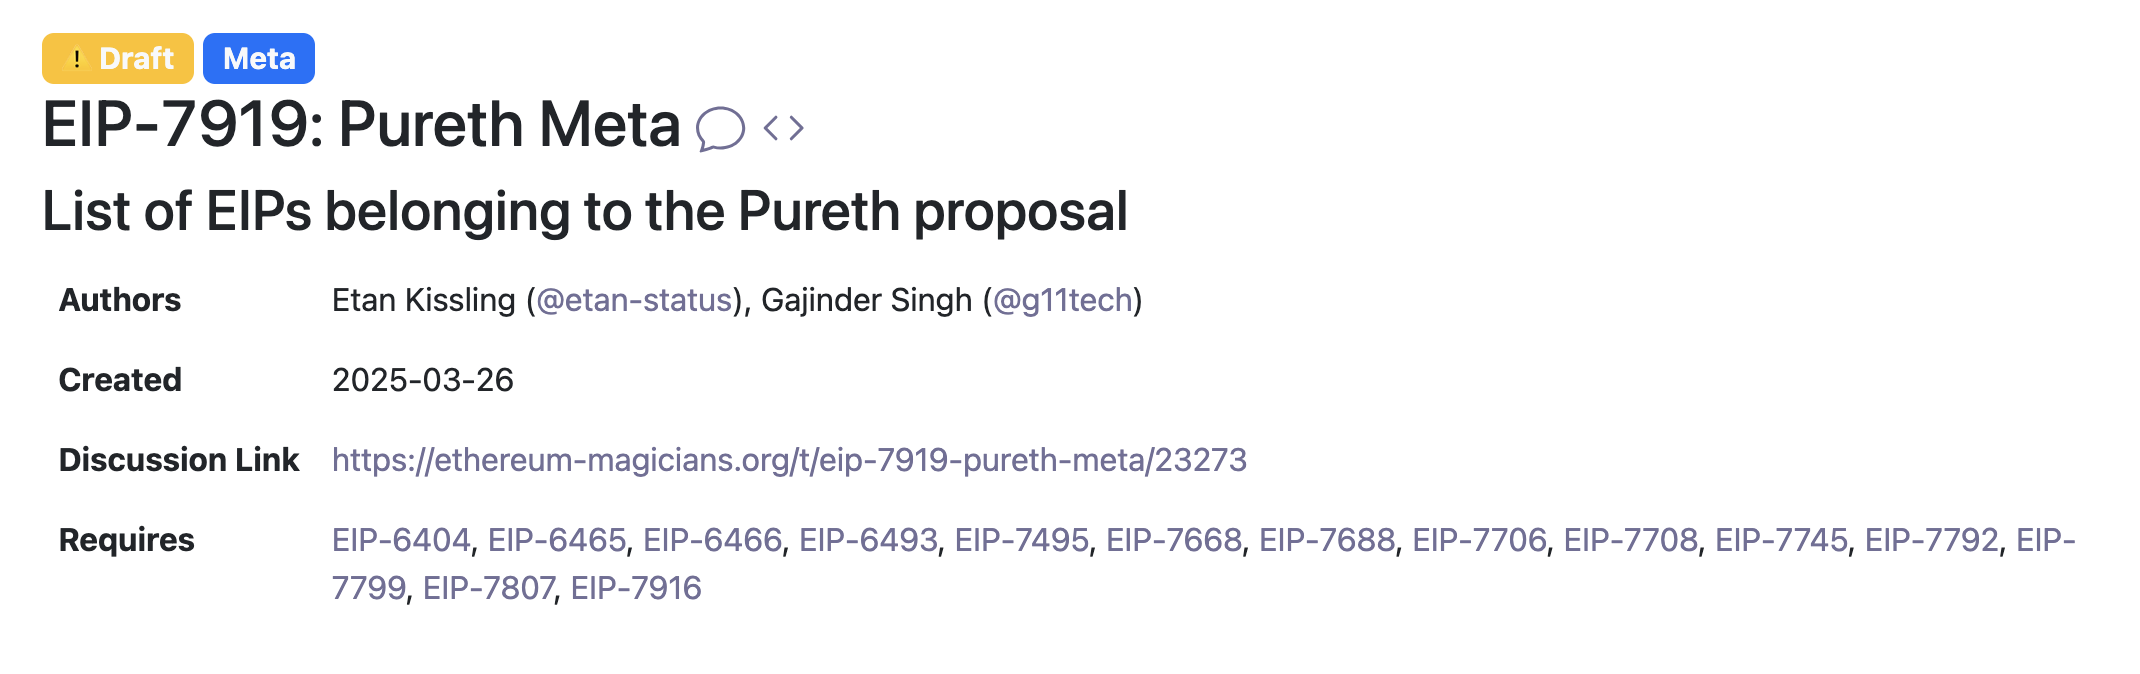 ⚠️ Draft Meta
EIP-7919: Pureth Meta
List of EIPs belonging to the Pureth proposal
Authors Etan Kissling (@etan-status), Gajinder Singh (@g11tech)
Created 2025-03-26
Discussion Link https://ethereum-magicians.org/t/eip-7919-pureth-meta/23273
Requires EIP-6404, EIP-6465, EIP-6466, EIP-6493, EIP-7495, EIP-7668, EIP-7688, EIP-7706, EIP-7708, EIP-7745, EIP-7792, EIP-
7799, EIP-7807, EIP-7916